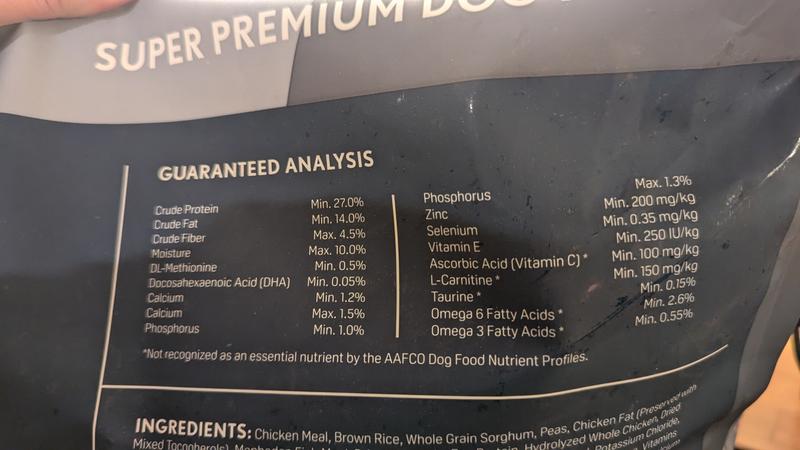 SUPER PREMIUM DOG
GUARANTEED ANALYSIS
Crude Protein Min. 27.0%
Crude Fat Min. 14.0%
Crude Fiber Max. 4.5%
Moisture Max. 10.0%
DL-Methionine Min. 0.5%
Docosahexaenoic Acid (DHA) Min. 0.05%
Calcium Min. 1.2%
Calcium Max. 1.5%
Phosphorus Min. 1.0%
Phosphorus Max. 1.3%
Zinc Min. 200 mg/kg
Selenium Min. 0.35 mg/kg
Vitamin E Min. 250 IU/kg
Ascorbic Acid (Vitamin C) * Min. 100 mg/kg
L-Carnitine * Min. 150 mg/kg
Taurine * Min. 0.15%
Omega 6 Fatty Acids * Min. 2.6%
Omega 3 Fatty Acids * Min. 0.55%
*Not recognized as an essential nutrient by the AAFCO Dog Food Nutrient Profiles.
INGREDIENTS: Chicken Meal, Brown Rice, Whole Grain Sorghum, Peas, Chicken Fat (Preserved with
Mixed Tocopherols), Hydrolyzed Whole Chicken, Dried
Potassium Chloride,
Vitamins